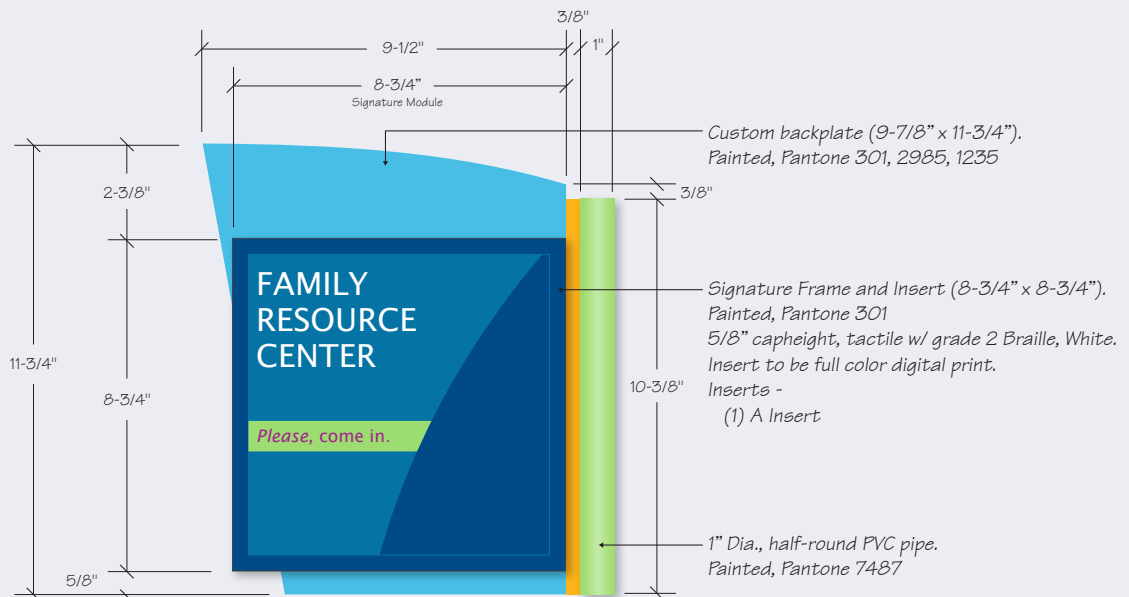 3/8"
9-1/2"
1"
8-3/4"
Signature Module
Custom backplate (9-7/8" x 11-3/4").
Painted, Pantone 301, 2985, 1235
2-3/8"
3/8"
FAMILY
RESOURCE
CENTER
Signature Frame and Insert (8-3/4" x 8-3/4").
Painted, Pantone 301
5/8" capheight, tactile w/ grade 2 Braille, White.
Insert to be full color digital print.
Inserts -
(1) A Insert
11-3/4"
8-3/4"
10-3/8"
Please, come in.
1" Dia., half-round PVC pipe.
Painted, Pantone 7487
5/8"